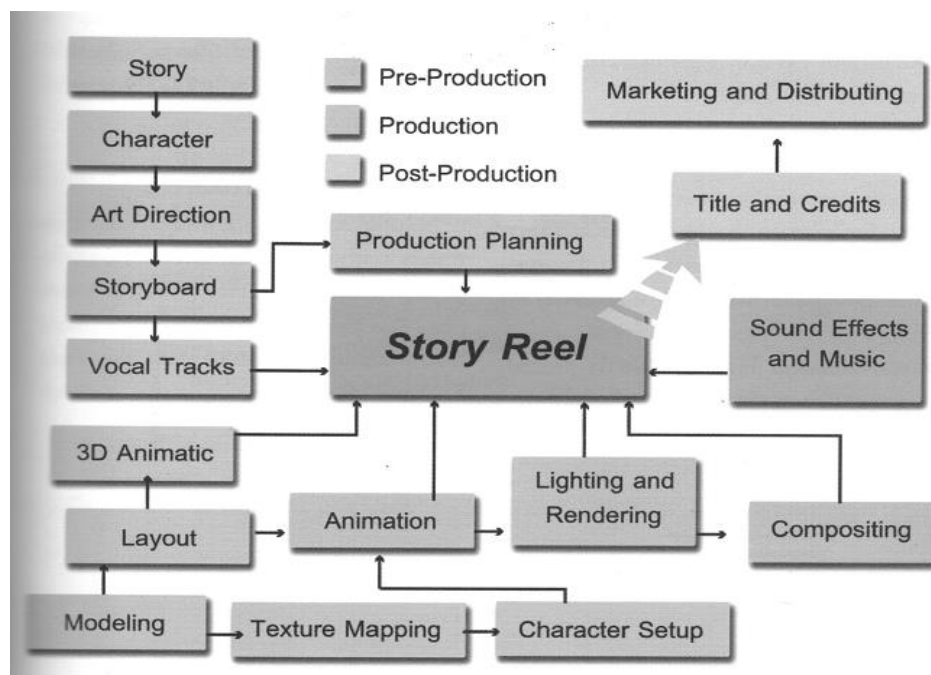 Story
Character
Art Direction
Storyboard
Vocal Tracks
Pre-Production
Production
Post-Production
Marketing and Distributing
Title and Credits
Production Planning
Story Reel
Sound Effects
and Music
3D Animatic
Layout
Animation
Lighting and
Rendering
Compositing
Modeling
Texture Mapping
Character Setup